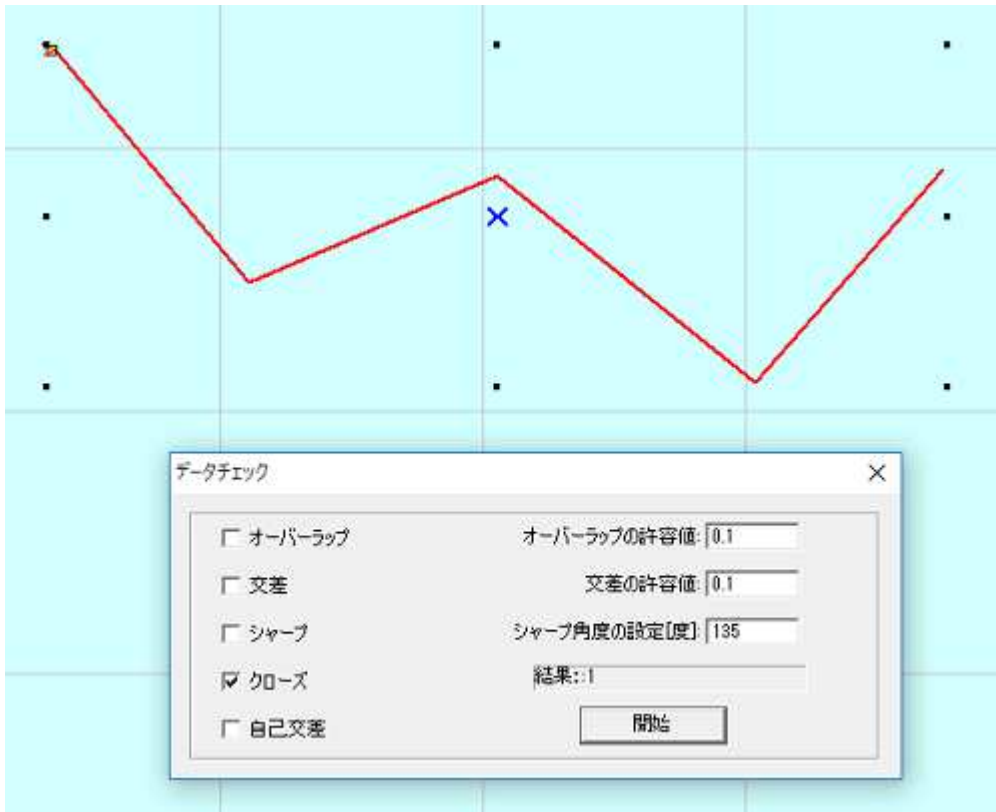 データチェック
オーバーラップ
オーバーラップの許容値: 0.1
交差
交差の許容値: 0.1
シャープ
シャープ角度の設定[度]: 135
クローズ
結果: :1
自己交差
開始